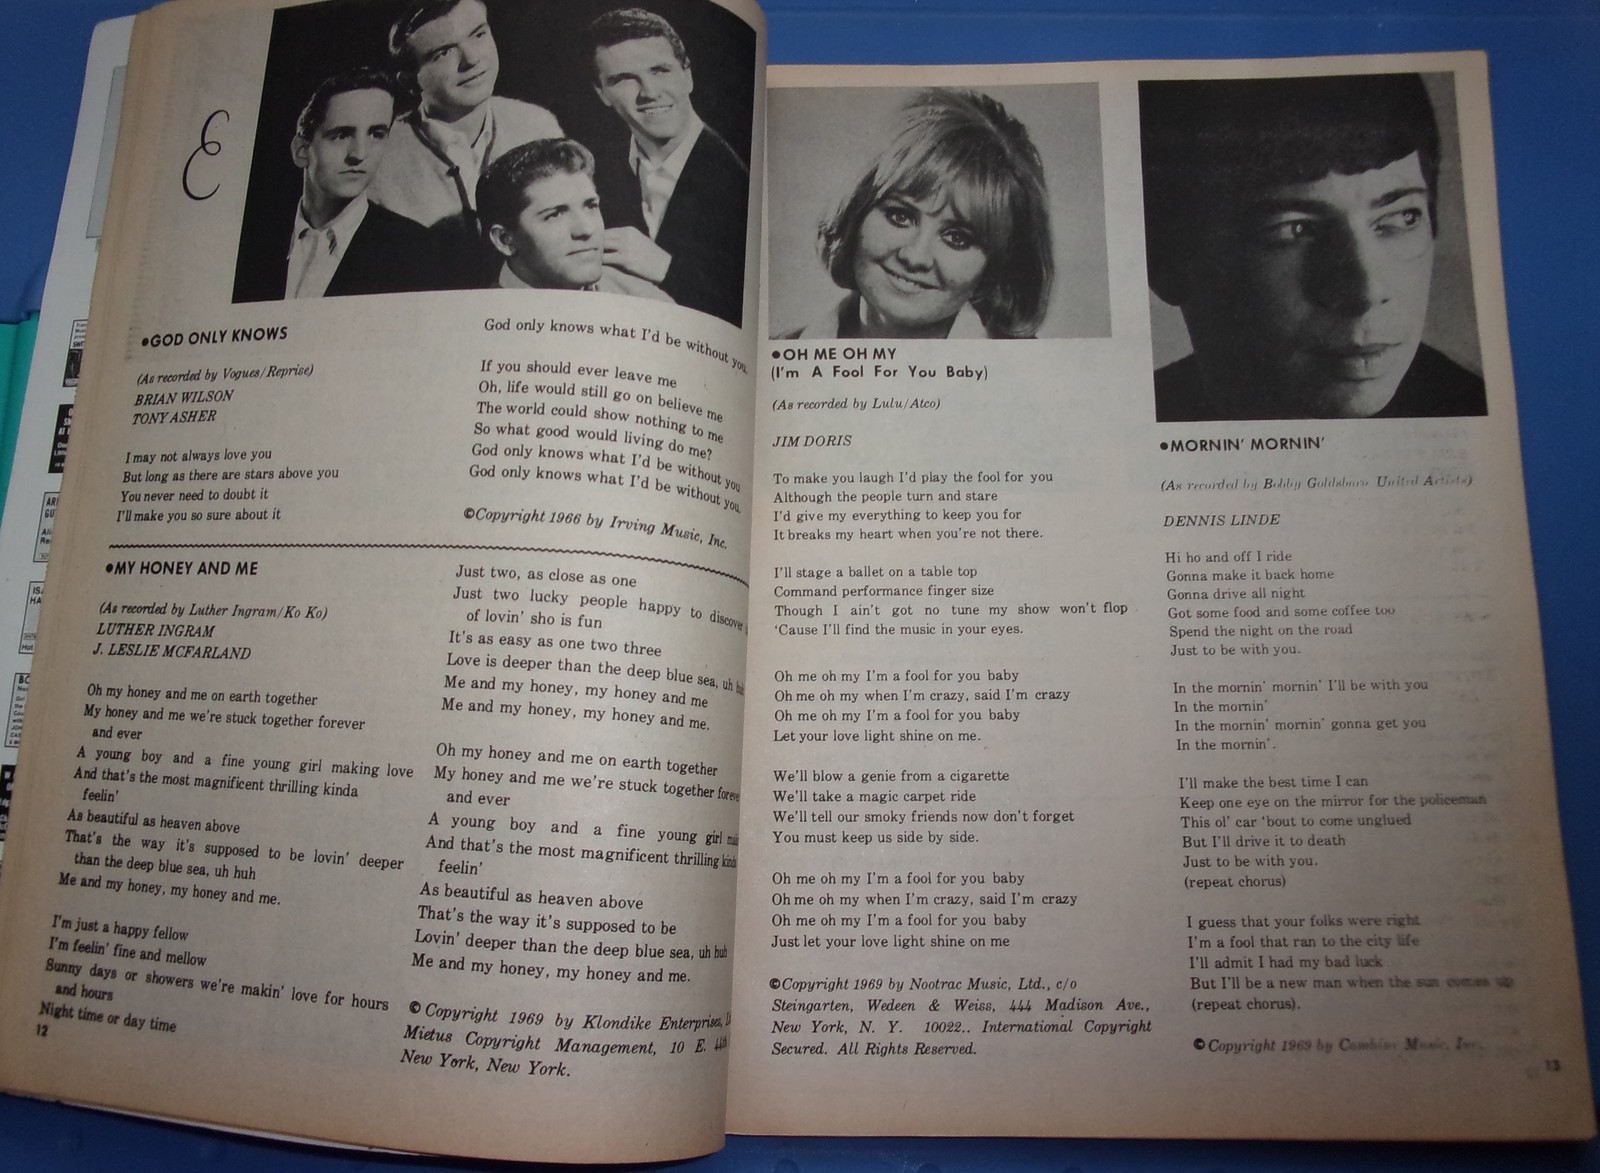 GOD ONLY KNOWS
(As recorded by Vogues/Reprise)
BRIAN WILSON
TONY ASHER
I may not always love you
But long as there are stars above you
You never need to doubt it
I'll make you so sure about it
God only knows what I'd be without you.
If you should ever leave me
Oh, life would still go on believe me
The world could show nothing to me
So what good would living do me?
God only knows what I'd be without you
God only knows what I'd be without you.
©Copyright 1966 by Irving Music, Inc.
MY HONEY AND ME
(As recorded by Luther Ingram/Ko Ko)
LUTHER INGRAM
J. LESLIE MCFARLAND
Oh my honey and me on earth together
My honey and me we're stuck together forever
and ever
A young boy and a fine young girl making love
And that's the most magnificent thrilling kinda
feelin'
As beautiful as heaven above
That's the way it's supposed to be lovin' deeper
than the deep blue sea, uh huh
Me and my honey, my honey and me.
I'm just a happy fellow
I'm feelin' fine and mellow
Sunny days or showers we're makin' love for hours
and hours
Night time or day time
12
Just two, as close as one
Just two lucky people happy to discover
of lovin' sho is fun
It's as easy as one two three
Love is deeper than the deep blue sea, uh
Me and my honey, my honey and me
Me and my honey, my honey and me.
Oh my honey and me on earth together
My honey and me we're stuck together
and ever
A young boy and a fine young girl
And that's the most magnificent thrilling kinda
feelin'
As beautiful as heaven above
That's the way it's supposed to be
Lovin' deeper than the deep blue sea, uh huh
Me and my honey, my honey and me.
© Copyright 1969 by Klondike Enterprises,
Mietus Copyright Management, 10 E. 44th
New York, New York.
OH ME OH MY
(I'm A Fool For You Baby)
(As recorded by Lulu/Atco)
JIM DORIS
To make you laugh I'd play the fool for you
Although the people turn and stare
I'd give my everything to keep you for
It breaks my heart when you're not there.
I'll stage a ballet on a table top
Command performance finger size
Though I ain't got no tune my show won't flop
'Cause I'll find the music in your eyes.
Oh me oh my I'm a fool for you baby
Oh me oh my when I'm crazy, said I'm crazy
Oh me oh my I'm a fool for you baby
Let your love light shine on me.
We'll blow a genie from a cigarette
We'll take a magic carpet ride
We'll tell our smoky friends now don't forget
You must keep us side by side.
Oh me oh my I'm a fool for you baby
Oh me oh my when I'm crazy, said I'm crazy
Oh me oh my I'm a fool for you baby
Just let your love light shine on me
©Copyright 1969 by Nootrac Music, Ltd., c/o
Steingarten, Wedeen & Weiss, 444 Madison Ave.,
New York, N. Y. 10022.. International Copyright
Secured. All Rights Reserved.
MORNIN' MORNIN'
(As recorded by Bobby Goldsboro United Artists)
DENNIS LINDE
Hi ho and off I ride
Gonna make it back home
Gonna drive all night
Got some food and some coffee too
Spend the night on the road
Just to be with you.
In the mornin' mornin' I'll be with you
In the mornin'
In the mornin' mornin' gonna get you
In the mornin'.
I'll make the best time I can
Keep one eye on the mirror for the policeman
This ol' car 'bout to come unglued
But I'll drive it to death
Just to be with you.
(repeat chorus)
I guess that your folks were right
I'm a fool that ran to the city life
I'll admit I had my bad luck
But I'll be a new man when the sun comes up
(repeat chorus).
©Copyright 1969 by Combine Music, Inc.
13